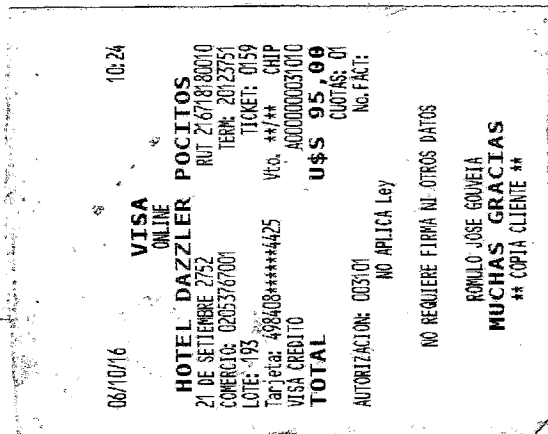 06/10/16 10:24
VISA
ONLINE
HOTEL DAZZLER POCITOS
21 DE SETIEMBRE 2752 RUT 216718180010
COMERCIO: 02053767001 TERM: 20123751
LOTE: 193 TICKET: 0159
Tarjeta: 498408******4425 Vto. **/** CHIP
VISA CREDITO A0000000031010
TOTAL U$S 95,00
CUOTAS: 01
AUTORIZACION: 003101 No.FACT:
NO APLICA Ley
NO REQUIERE FIRMA NI OTROS DATOS
ROMULO JOSE GOUVEIA
MUCHAS GRACIAS
** COPIA CLIENTE **